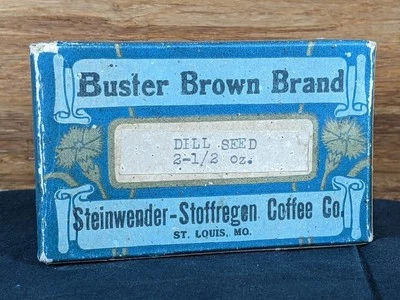 Buster Brown Brand
DILL SEED
2-1/2 oz.
Steinwender-Stoffregen Coffee Co.
ST. LOUIS, MO.